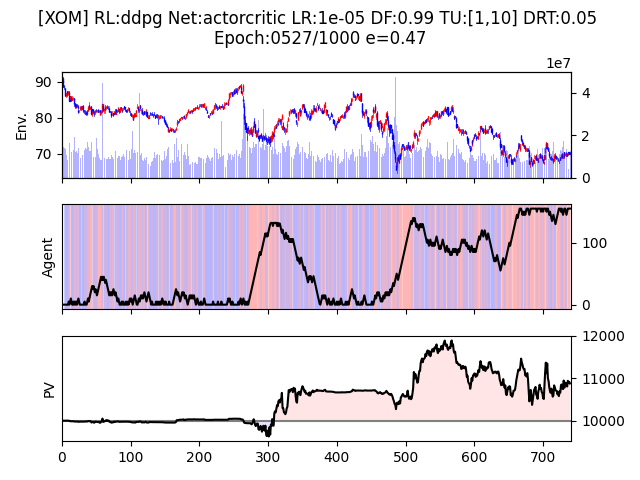 [XOM] RL:ddpg Net:actorcritic LR:1e-05 DF:0.99 TU:[1,10] DRT:0.05
Epoch:0527/1000 e=0.47
1e7
90
80
70
Env.
4
2
0
Agent
100
0
PV
12000
11000
10000
0 100 200 300 400 500 600 700